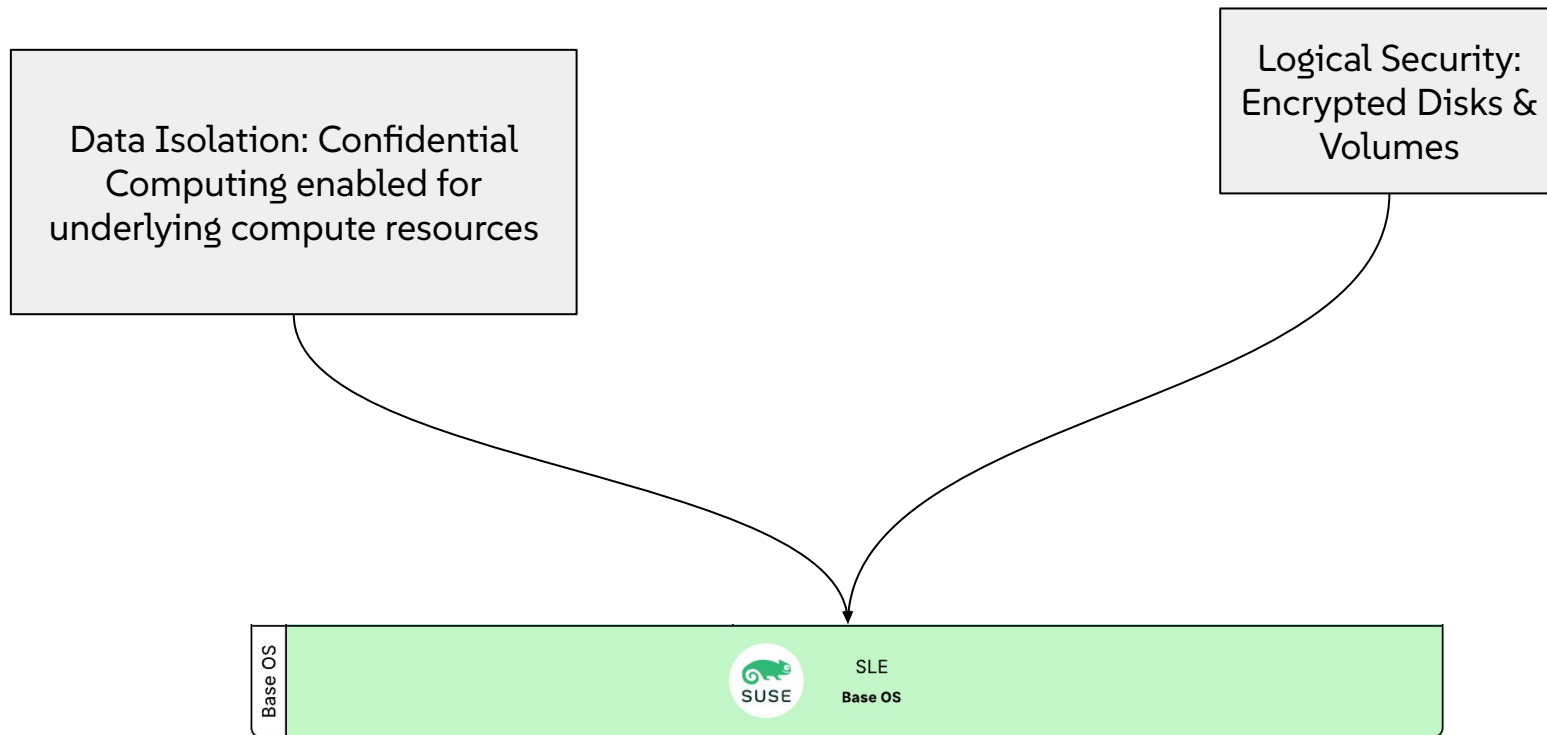 Data Isolation: Confidential
Computing enabled for
underlying compute resources
Logical Security:
Encrypted Disks &
Volumes
Base OS
SUSE
SLE
Base OS